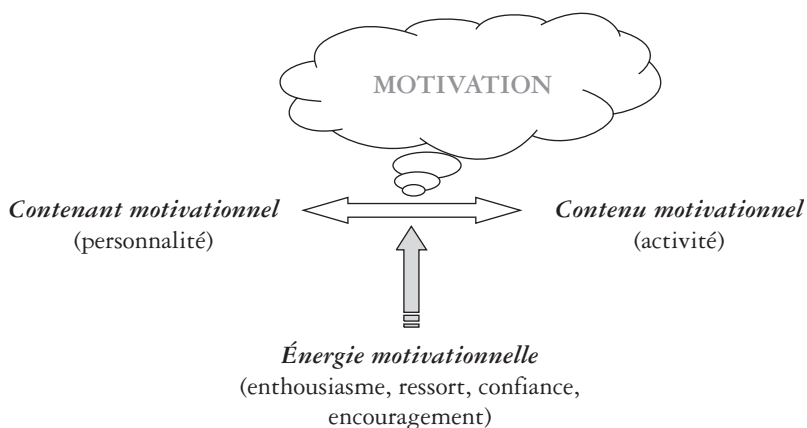 MOTIVATION
Contenant motivationnel
(personnalité)
Contenu motivationnel
(activité)
Énergie motivationnelle
(enthousiasme, ressort, confiance,
encouragement)